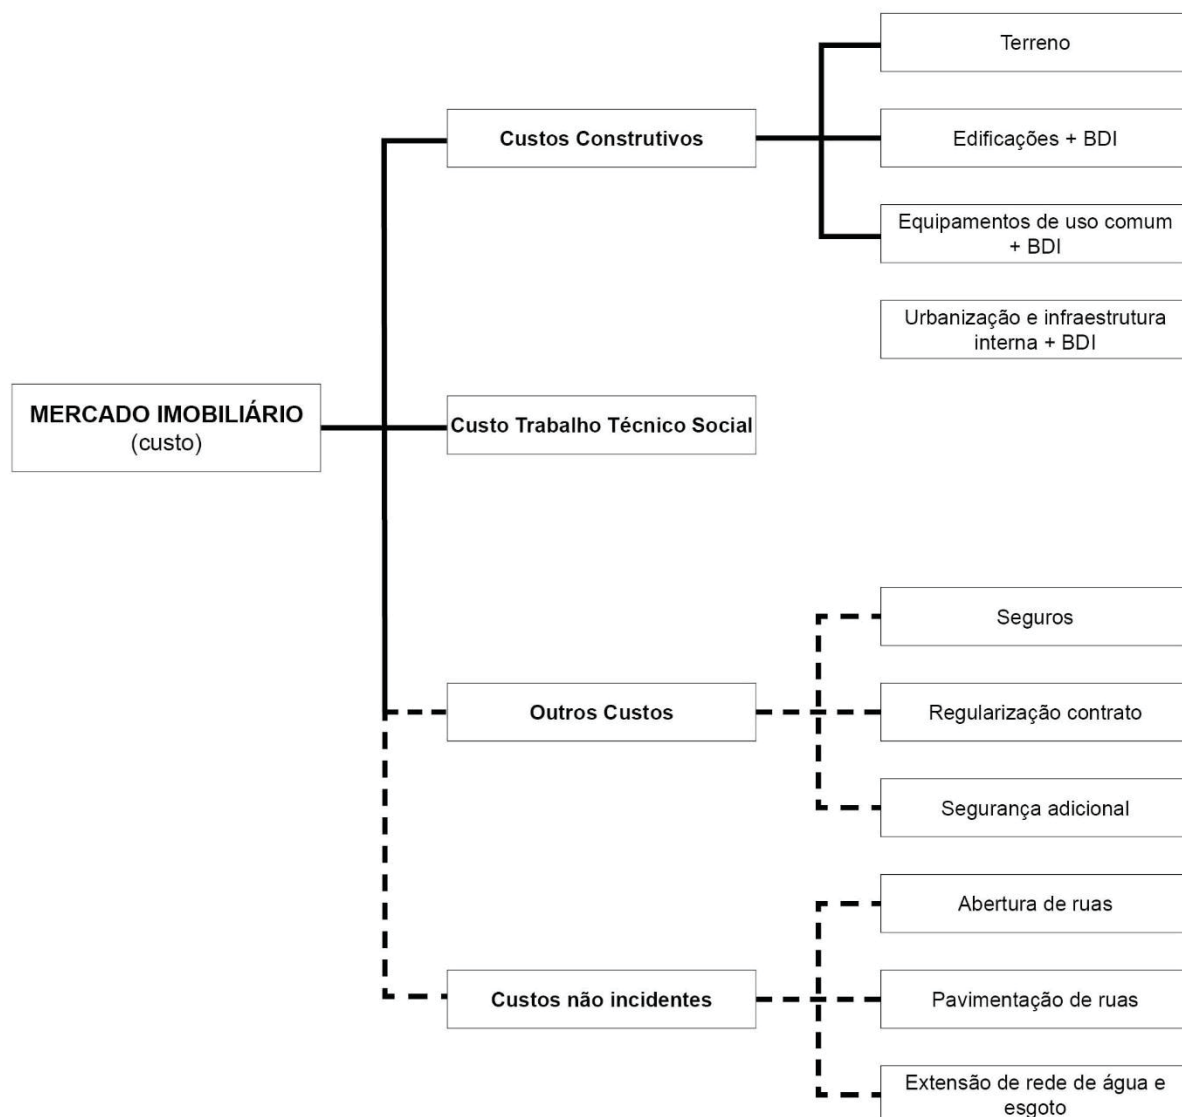 Terreno
Custos Construtivos
Edificações + BDI
Equipamentos de uso comum
+ BDI
Urbanização e infraestrutura
interna + BDI
MERCADO IMOBILIÁRIO
(custo)
Custo Trabalho Técnico Social
Seguros
Outros Custos
Regularização contrato
Segurança adicional
Abertura de ruas
Custos não incidentes
Pavimentação de ruas
Extensão de rede de água e
esgoto